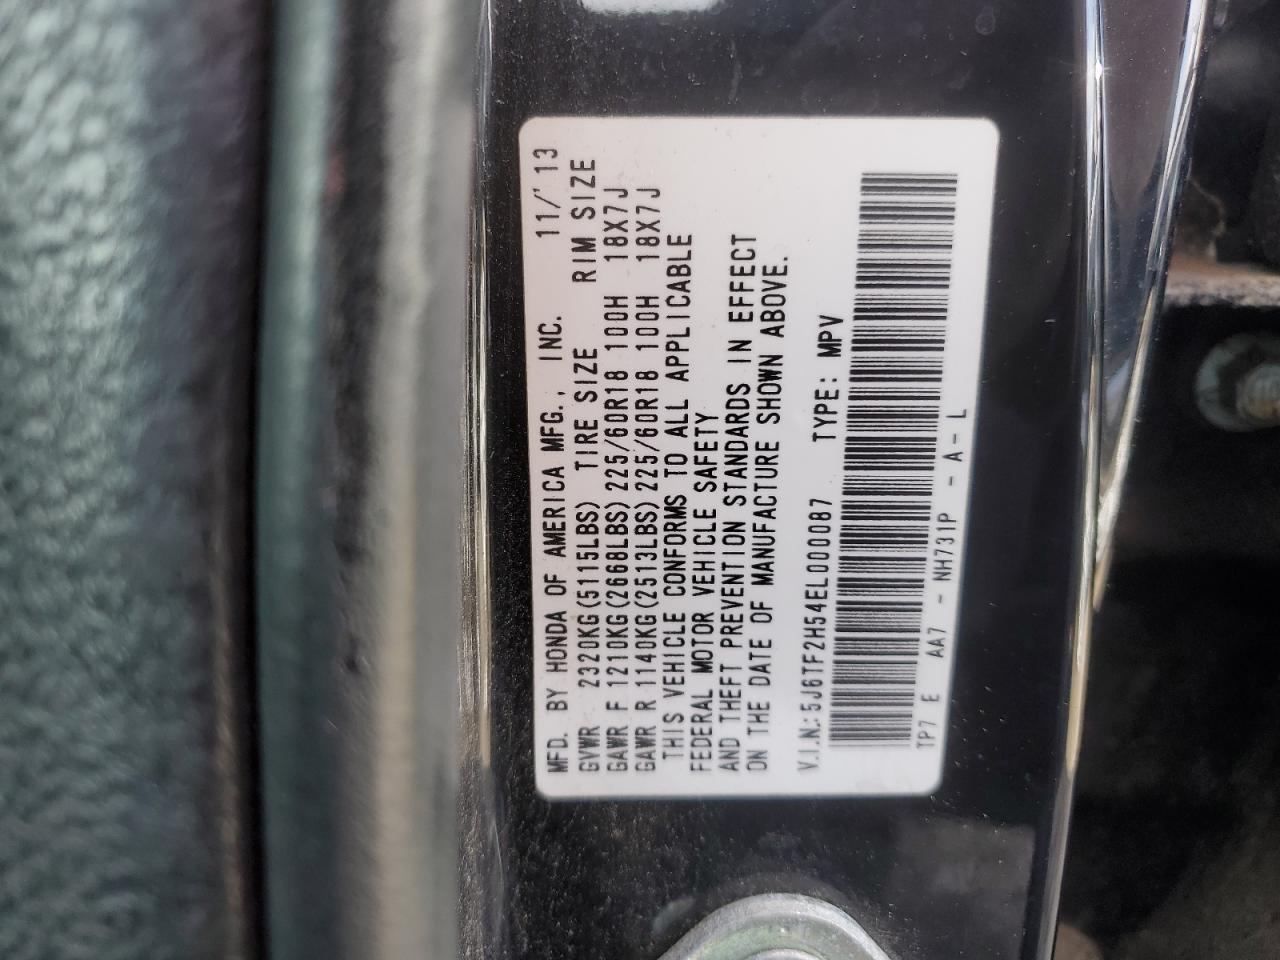 MFD. BY HONDA OF AMERICA MFG., INC. 11/'13
GVWR 2320KG(5115LBS) TIRE SIZE RIM SIZE
GAWR F 1210KG(2668LBS) 225/60R18 100H 18X7J
GAWR R 1140KG(2513LBS) 225/60R18 100H 18X7J
THIS VEHICLE CONFORMS TO ALL APPLICABLE
FEDERAL MOTOR VEHICLE SAFETY
AND THEFT PREVENTION STANDARDS IN EFFECT
ON THE DATE OF MANUFACTURE SHOWN ABOVE.
V.I.N.: 5J6TF2H54EL000087 TYPE: MPV
TP7 E AA7 - NH731P - A - L